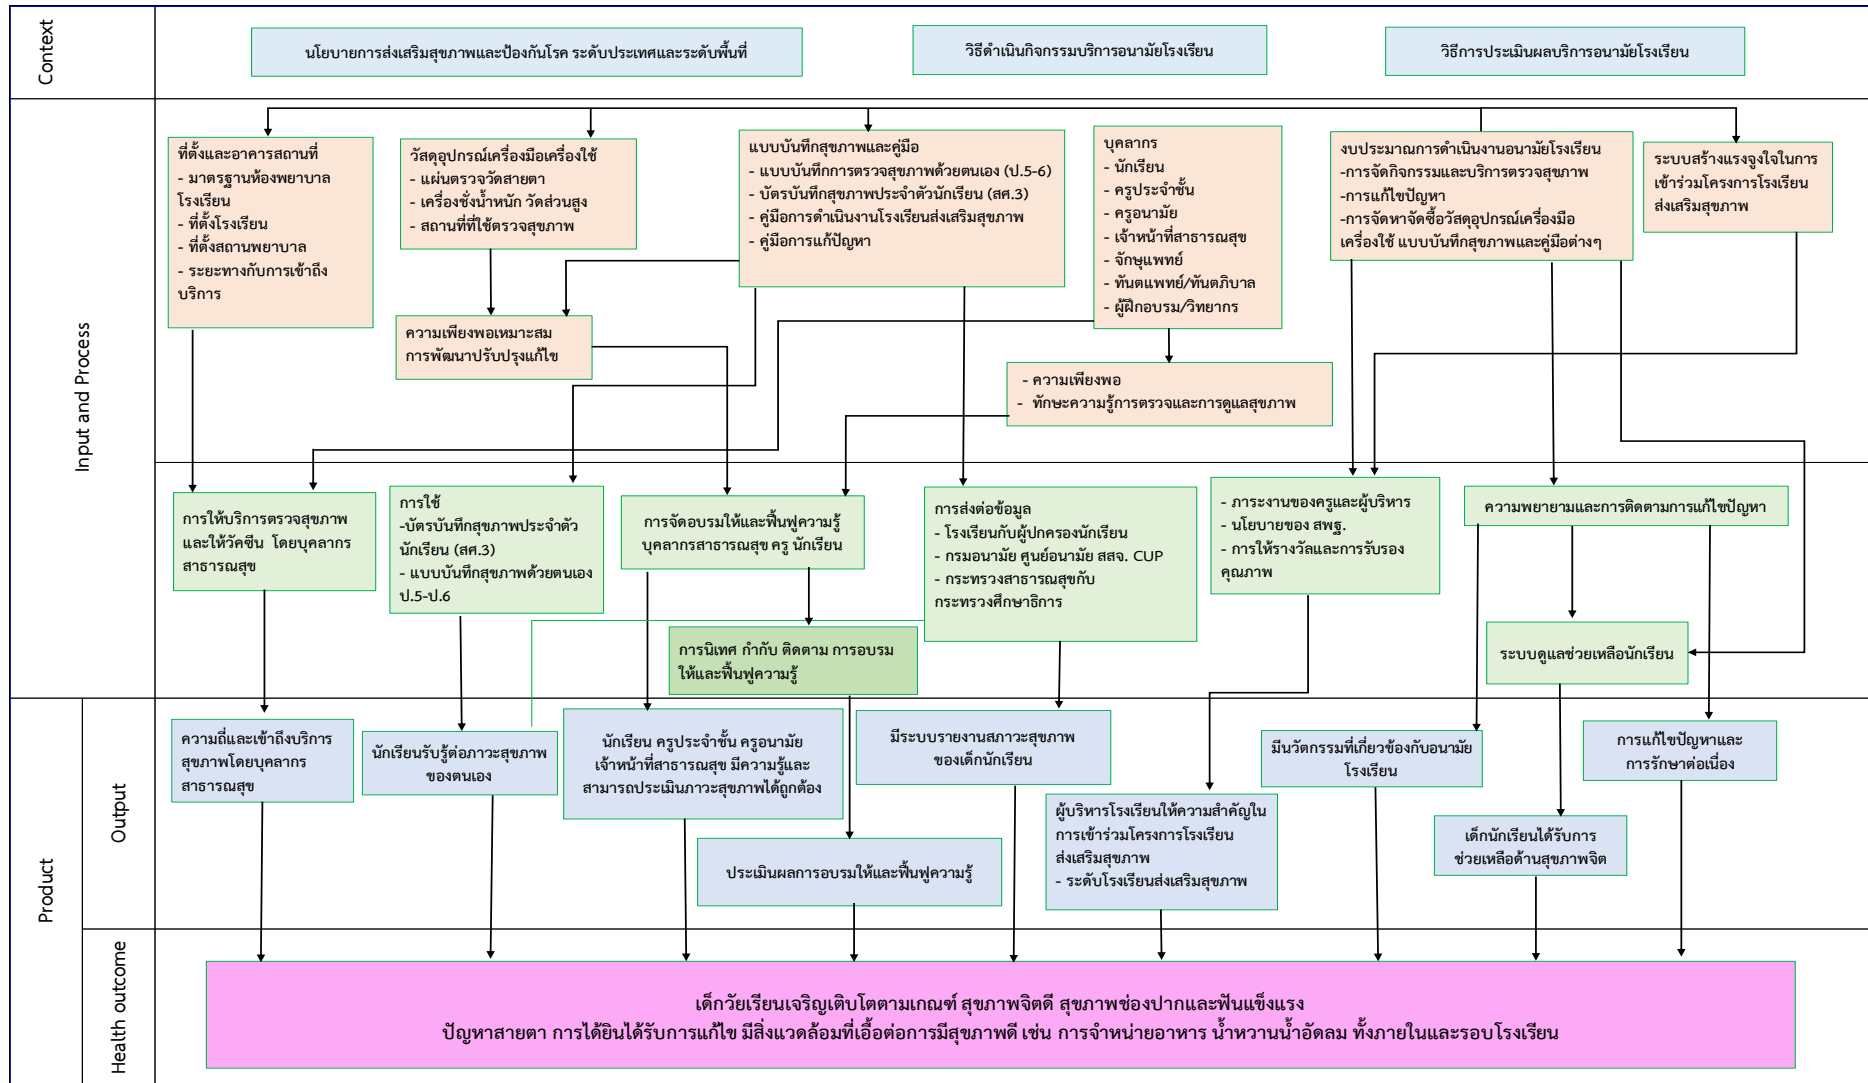 Context
นโยบายการส่งเสริมสุขภาพและป้องกันโรค ระดับประเทศและระดับพื้นที่
วิธีดำเนินกิจกรรมบริการอนามัยโรงเรียน
วิธีการประเมินผลบริการอนามัยโรงเรียน
Input and Process
ที่ตั้งและอาคารสถานที่
- มาตรฐานห้องพยาบาล
โรงเรียน
- ที่ตั้งโรงเรียน
- ที่ตั้งสถานพยาบาล
- ระยะทางกับการเข้าถึง
บริการ
วัสดุอุปกรณ์เครื่องมือเครื่องใช้
- แผ่นตรวจวัดสายตา
- เครื่องชั่งน้ำหนัก วัดส่วนสูง
- สถานที่ที่ใช้ตรวจสุขภาพ
แบบบันทึกสุขภาพและคู่มือ
- แบบบันทึกการตรวจสุขภาพด้วยตนเอง (ป.5-6)
- บัตรบันทึกสุขภาพประจำตัวนักเรียน (สศ.3)
- คู่มือการดำเนินงานโรงเรียนส่งเสริมสุขภาพ
- คู่มือการแก้ปัญหา
บุคลากร
- นักเรียน
- ครูประจำชั้น
- ครูอนามัย
- เจ้าหน้าที่สาธารณสุข
- จักษุแพทย์
- ทันตแพทย์/ทันตภิบาล
- ผู้ฝึกอบรม/วิทยากร
งบประมาณการดำเนินงานอนามัยโรงเรียน
-การจัดกิจกรรมและบริการตรวจสุขภาพ
-การแก้ไขปัญหา
-การจัดหาจัดซื้อวัสดุอุปกรณ์เครื่องมือ
เครื่องใช้ แบบบันทึกสุขภาพและคู่มือต่างๆ
ระบบสร้างแรงจูงใจในการ
เข้าร่วมโครงการโรงเรียน
ส่งเสริมสุขภาพ
ความเพียงพอเหมาะสม
การพัฒนาปรับปรุงแก้ไข
- ความเพียงพอ
- ทักษะความรู้การตรวจและการดูแลสุขภาพ
การให้บริการตรวจสุขภาพ
และให้วัคซีน โดยบุคลากร
สาธารณสุข
การใช้
-บัตรบันทึกสุขภาพประจำตัว
นักเรียน (สศ.3)
- แบบบันทึกสุขภาพด้วยตนเอง
ป.5-ป.6
การจัดอบรมให้และฟื้นฟูความรู้
บุคลากรสาธารณสุข ครู นักเรียน
การส่งต่อข้อมูล
- โรงเรียนกับผู้ปกครองนักเรียน
- กรมอนามัย ศูนย์อนามัย สสจ. CUP
- กระทรวงสาธารณสุขกับ
กระทรวงศึกษาธิการ
- ภาระงานของครูและผู้บริหาร
- นโยบายของ สพฐ.
- การให้รางวัลและการรับรอง
คุณภาพ
ความพยายามและการติดตามการแก้ไขปัญหา
การนิเทศ กำกับ ติดตาม การอบรม
ให้และฟื้นฟูความรู้
ระบบดูแลช่วยเหลือนักเรียน
Product
Output
ความถี่และเข้าถึงบริการ
สุขภาพโดยบุคลากร
สาธารณสุข
นักเรียนรับรู้ต่อภาวะสุขภาพ
ของตนเอง
นักเรียน ครูประจำชั้น ครูอนามัย
เจ้าหน้าที่สาธารณสุข มีความรู้และ
สามารถประเมินภาวะสุขภาพได้ถูกต้อง
มีระบบรายงานสภาวะสุขภาพ
ของเด็กนักเรียน
มีนวัตกรรมที่เกี่ยวข้องกับอนามัย
โรงเรียน
การแก้ไขปัญหาและ
การรักษาต่อเนื่อง
ประเมินผลการอบรมให้และฟื้นฟูความรู้
ผู้บริหารโรงเรียนให้ความสำคัญใน
การเข้าร่วมโครงการโรงเรียน
ส่งเสริมสุขภาพ
- ระดับโรงเรียนส่งเสริมสุขภาพ
เด็กนักเรียนได้รับการ
ช่วยเหลือด้านสุขภาพจิต
Health outcome
เด็กวัยเรียนเจริญเติบโตตามเกณฑ์ สุขภาพจิตดี สุขภาพช่องปากและฟันแข็งแรง
ปัญหาสายตา การได้ยินได้รับการแก้ไข มีสิ่งแวดล้อมที่เอื้อต่อการมีสุขภาพดี เช่น การจำหน่ายอาหาร น้ำหวานน้ำอัดลม ทั้งภายในและรอบโรงเรียน